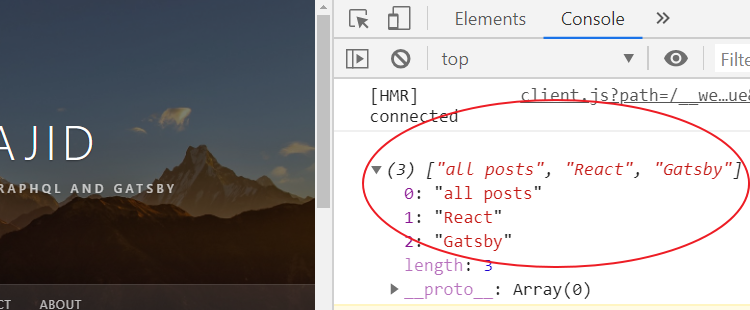 AJID
RAPHQL AND GATSBY
CT ABOUT
Elements Console
top Filte
[HMR] client.js?path=/__we…ue&
connected
(3) ["all posts", "React", "Gatsby"]
0: "all posts"
1: "React"
2: "Gatsby"
length: 3
__proto__: Array(0)